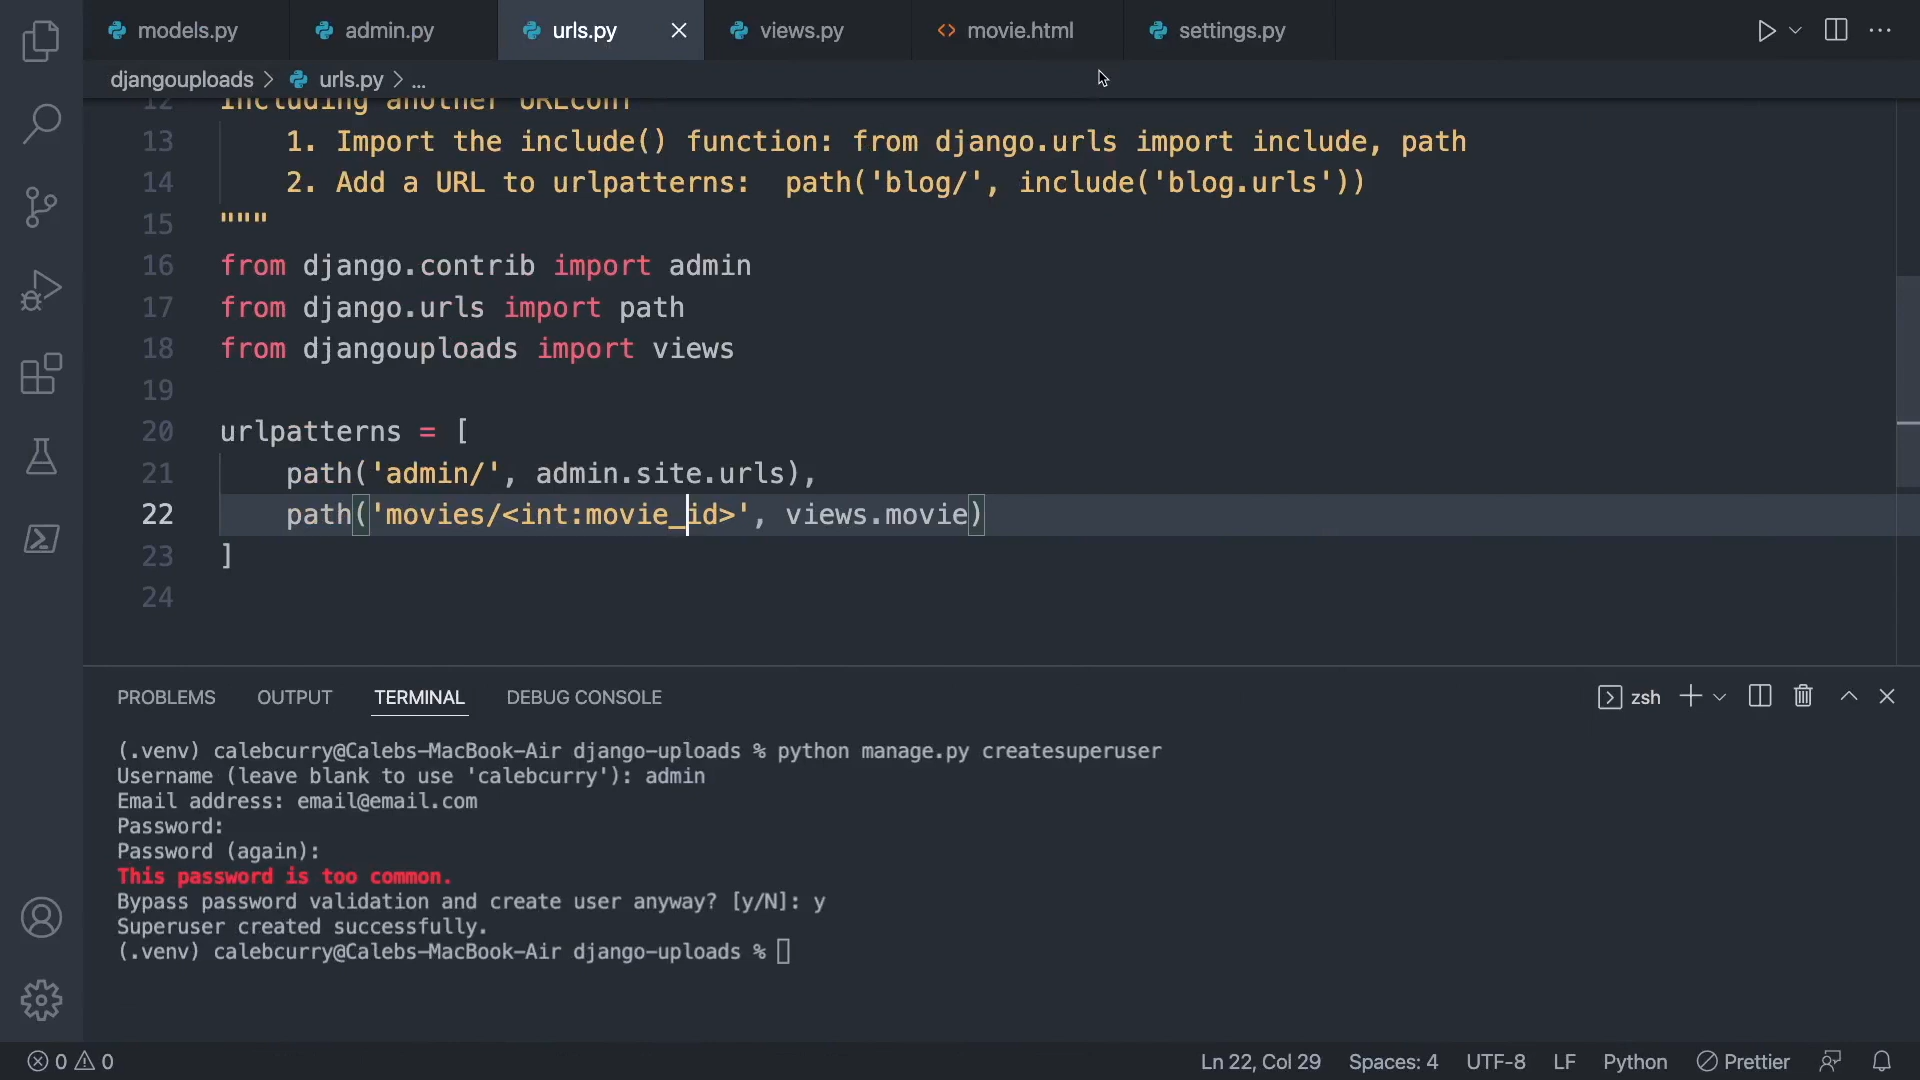 models.py admin.py urls.py views.py movie.html settings.py
djangouploads > urls.py > ...
12 Including another URLconf
13 1. Import the include() function: from django.urls import include, path
14 2. Add a URL to urlpatterns:  path('blog/', include('blog.urls'))
15 """
16 from django.contrib import admin
17 from django.urls import path
18 from djangouploads import views
19
20 urlpatterns = [
21 path('admin/', admin.site.urls),
22 path('movies/<int:movie_id>', views.movie)
23 ]
24
PROBLEMS OUTPUT TERMINAL DEBUG CONSOLE zsh
(.venv) calebcurry@Calebs-MacBook-Air django-uploads % python manage.py createsuperuser
Username (leave blank to use 'calebcurry'): admin
Email address: email@email.com
Password:
Password (again):
This password is too common.
Bypass password validation and create user anyway? [y/N]: y
Superuser created successfully.
(.venv) calebcurry@Calebs-MacBook-Air django-uploads %
0 0 Ln 22, Col 29 Spaces: 4 UTF-8 LF Python Prettier